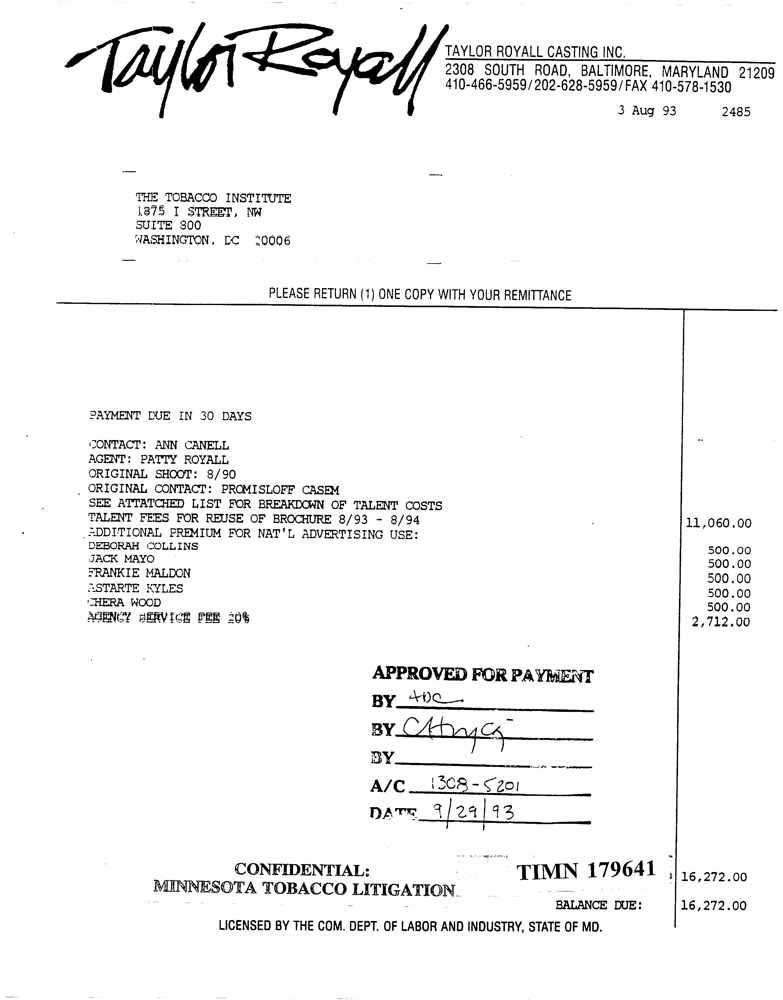 Taylor Royall
TAYLOR ROYALL CASTING INC.
2308 SOUTH ROAD, BALTIMORE, MARYLAND 21209
410-466-5959/202-628-5959/FAX 410-578-1530
3 Aug 93 2485
THE TOBACCO INSTITUTE
1875 I STREET, NW
SUITE 800
WASHINGTON, DC 20006
PLEASE RETURN (1) ONE COPY WITH YOUR REMITTANCE
PAYMENT DUE IN 30 DAYS
CONTACT: ANN CANELL
AGENT: PATTY ROYALL
ORIGINAL SHOOT: 8/90
ORIGINAL CONTACT: PROMISLOFF CASEM
SEE ATTATCHED LIST FOR BREAKDOWN OF TALENT COSTS
TALENT FEES FOR REUSE OF BROCHURE 8/93 - 8/94 11,060.00
ADDITIONAL PREMIUM FOR NAT'L ADVERTISING USE:
DEBORAH COLLINS 500.00
JACK MAYO 500.00
FRANKIE MALDON 500.00
ASTARTE KYLES 500.00
CHERA WOOD 500.00
AGENCY SERVICE FEE 20% 2,712.00
APPROVED FOR PAYMENT
BY
BY
BY
A/C 1308-5201
DATE 9/29/93
CONFIDENTIAL: TIMN 179641 16,272.00
MINNESOTA TOBACCO LITIGATION
BALANCE DUE: 16,272.00
LICENSED BY THE COM. DEPT. OF LABOR AND INDUSTRY, STATE OF MD.